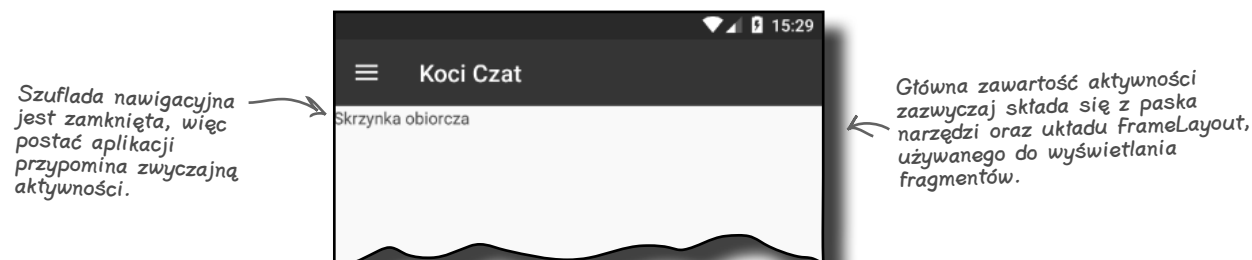 15:29
Koci Czat
Skrzynka obiorcza
Szuflada nawigacyjna
jest zamknięta, więc
postać aplikacji
przypomina zwyczajną
aktywności.
Główna zawartość aktywności
zazwyczaj składa się z paska
narzędzi oraz układu FrameLayout,
używanego do wyświetlania
fragmentów.